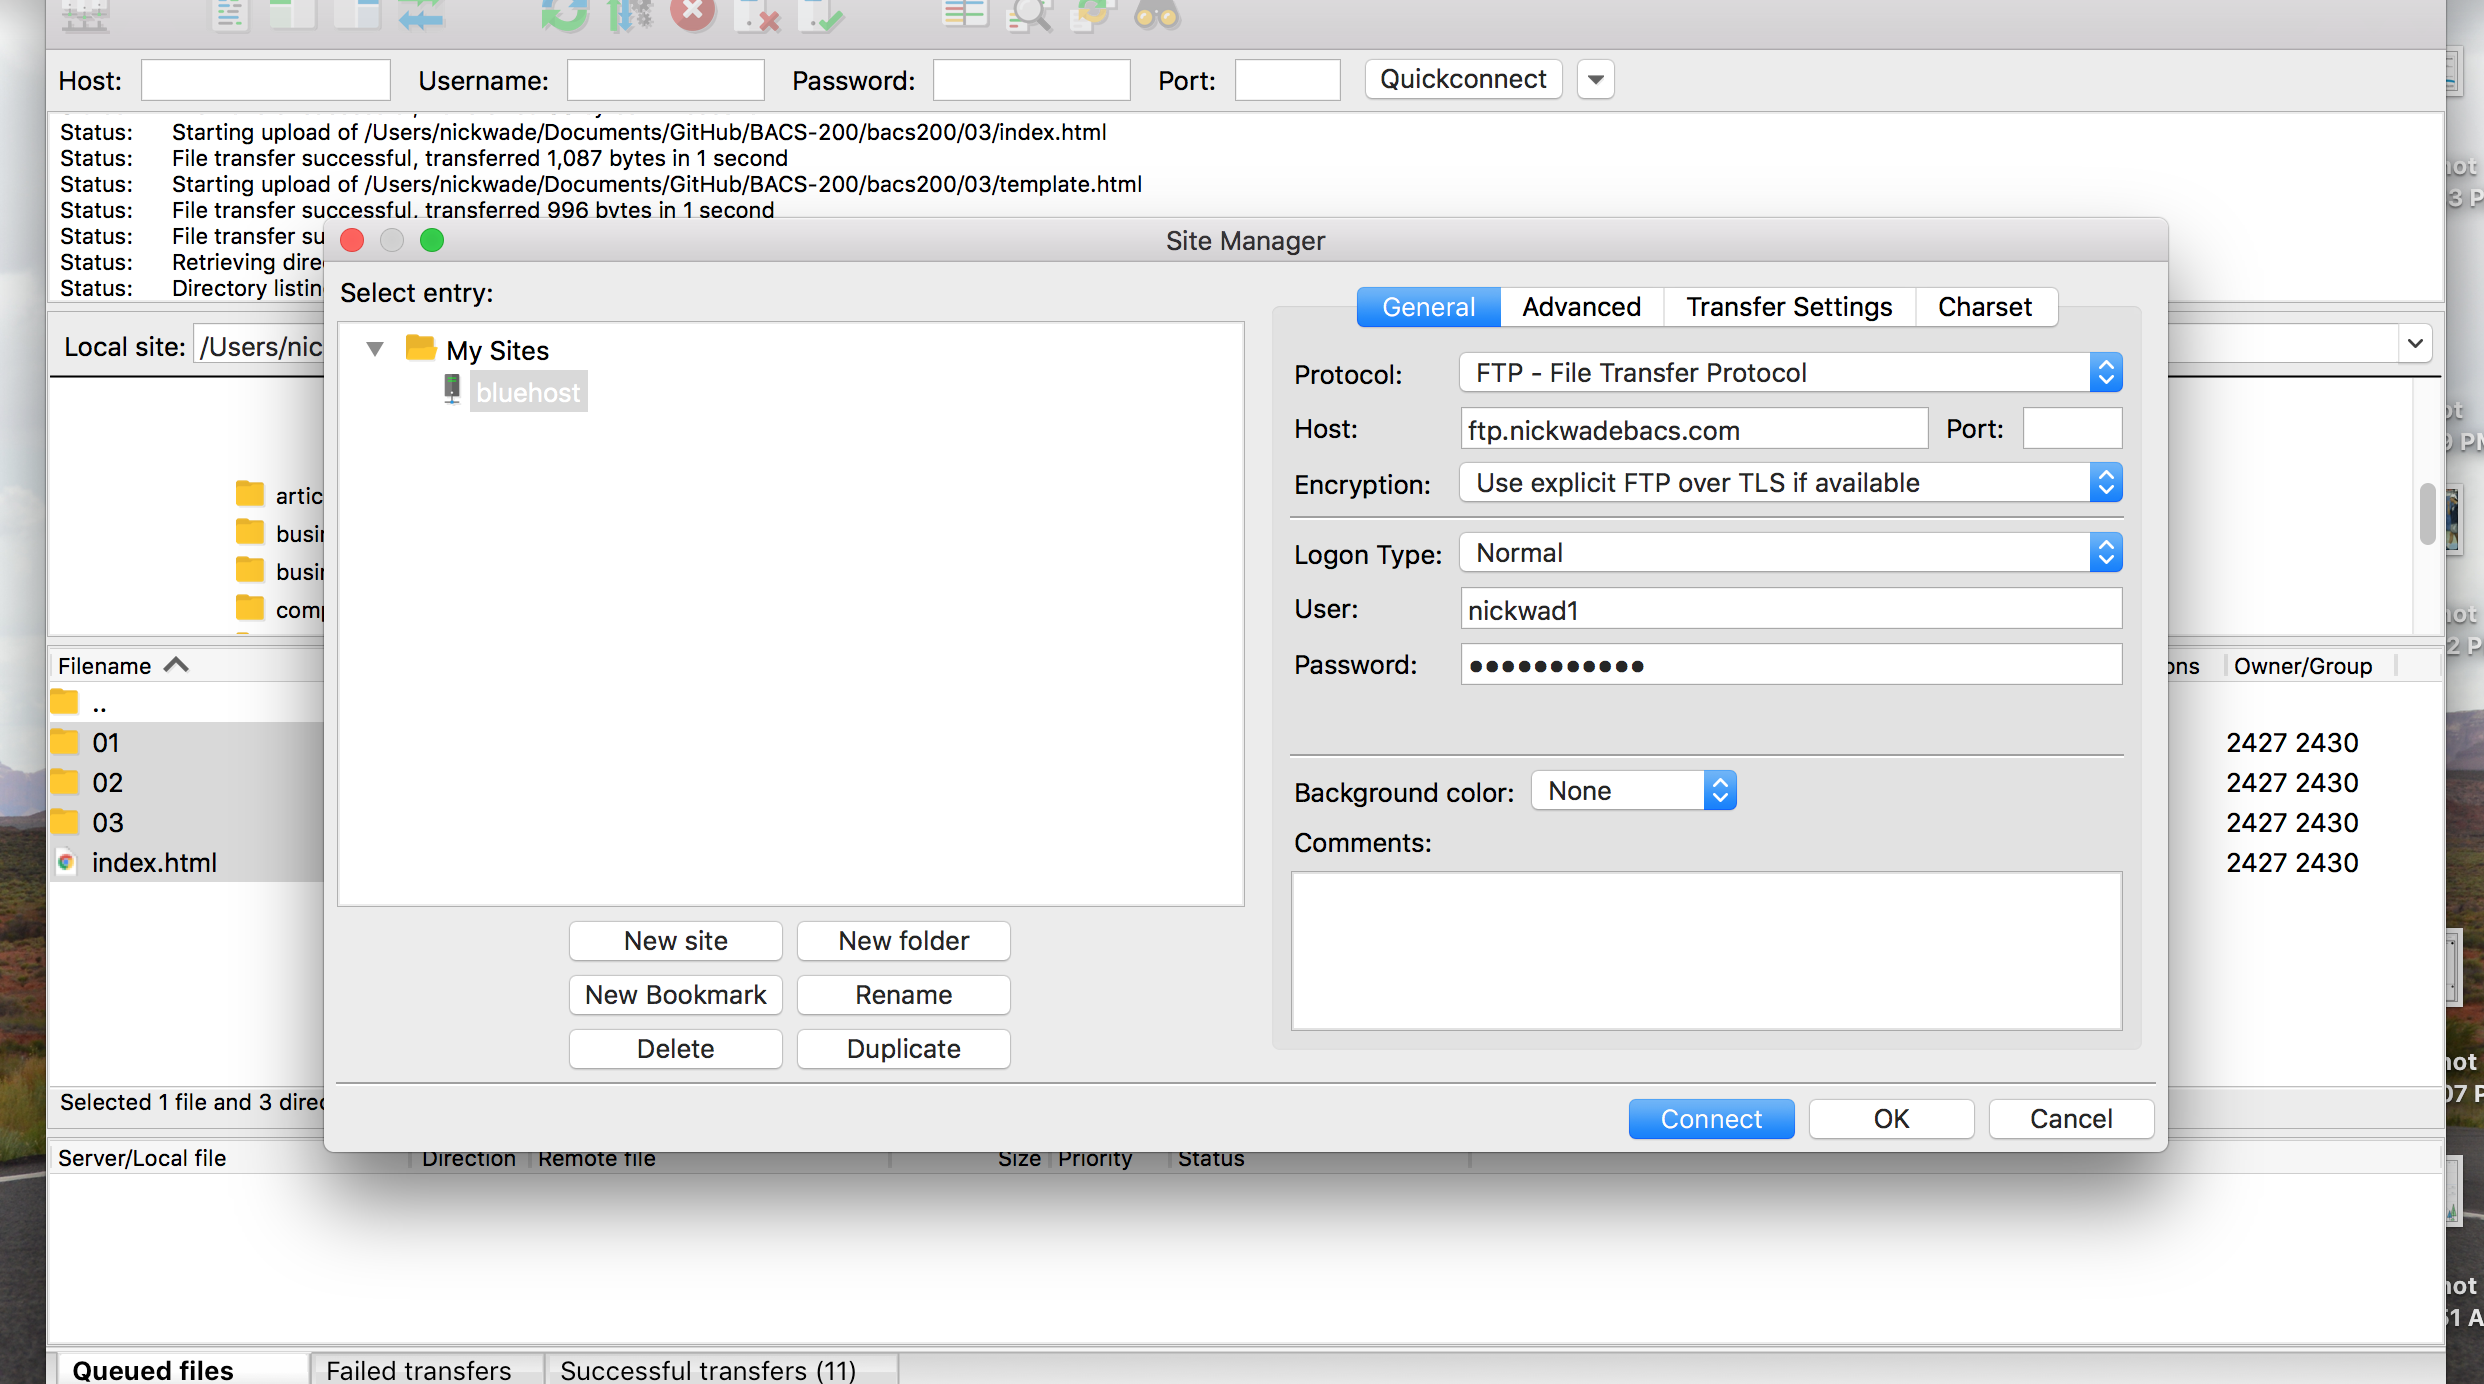 Host: Username: Password: Port: Quickconnect
Status: Starting upload of /Users/nickwade/Documents/GitHub/BACS-200/bacs200/03/index.html
Status: File transfer successful, transferred 1,087 bytes in 1 second
Status: Starting upload of /Users/nickwade/Documents/GitHub/BACS-200/bacs200/03/template.html
Status: File transfer successful, transferred 996 bytes in 1 second
Status: File transfer su
Status: Retrieving dire
Status: Directory listin
Site Manager
Select entry:
My Sites
bluehost
New site New folder
New Bookmark Rename
Delete Duplicate
General Advanced Transfer Settings Charset
Protocol: FTP - File Transfer Protocol
Host: ftp.nickwadebacs.com Port:
Encryption: Use explicit FTP over TLS if available
Logon Type: Normal
User: nickwad1
Password: ●●●●●●●●●●●
Background color: None
Comments:
Connect OK Cancel
Local site: /Users/nic
artic
busi
busi
com
Filename
..
01
02
03
index.html
Selected 1 file and 3 direc
ons Owner/Group
2427 2430
2427 2430
2427 2430
2427 2430
Server/Local file Direction Remote file Size Priority Status
Queued files Failed transfers Successful transfers (11)